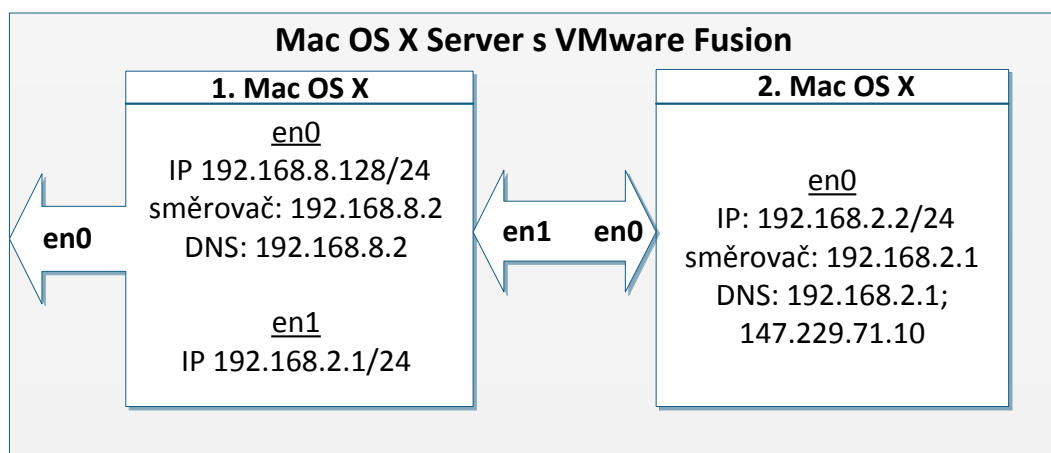 Mac OS X Server s VMware Fusion
1. Mac OS X
en0
IP 192.168.8.128/24
směrovač: 192.168.8.2
DNS: 192.168.8.2
en1
IP 192.168.2.1/24
en0
en1
en0
2. Mac OS X
en0
IP: 192.168.2.2/24
směrovač: 192.168.2.1
DNS: 192.168.2.1;
147.229.71.10